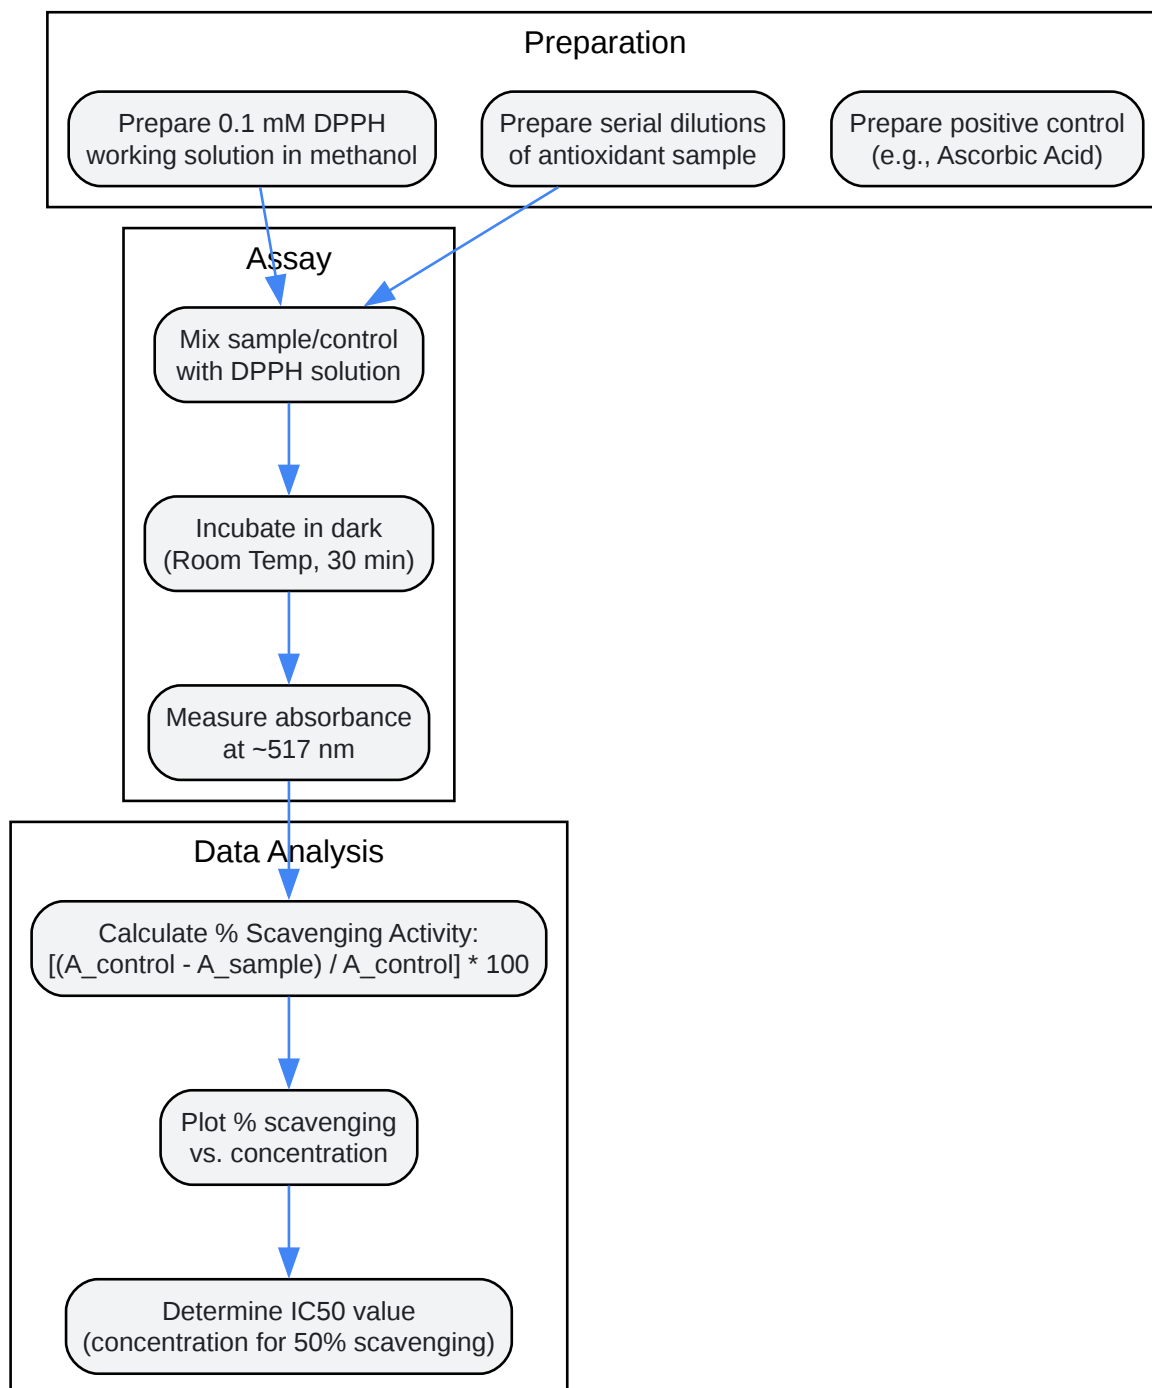 Preparation
Prepare 0.1 mM DPPH
working solution in methanol
Prepare serial dilutions
of antioxidant sample
Prepare positive control
(e.g., Ascorbic Acid)
Assay
Mix sample/control
with DPPH solution
Incubate in dark
(Room Temp, 30 min)
Measure absorbance
at ~517 nm
Data Analysis
Calculate % Scavenging Activity:
[(A_control - A_sample) / A_control] * 100
Plot % scavenging
vs. concentration
Determine IC50 value
(concentration for 50% scavenging)